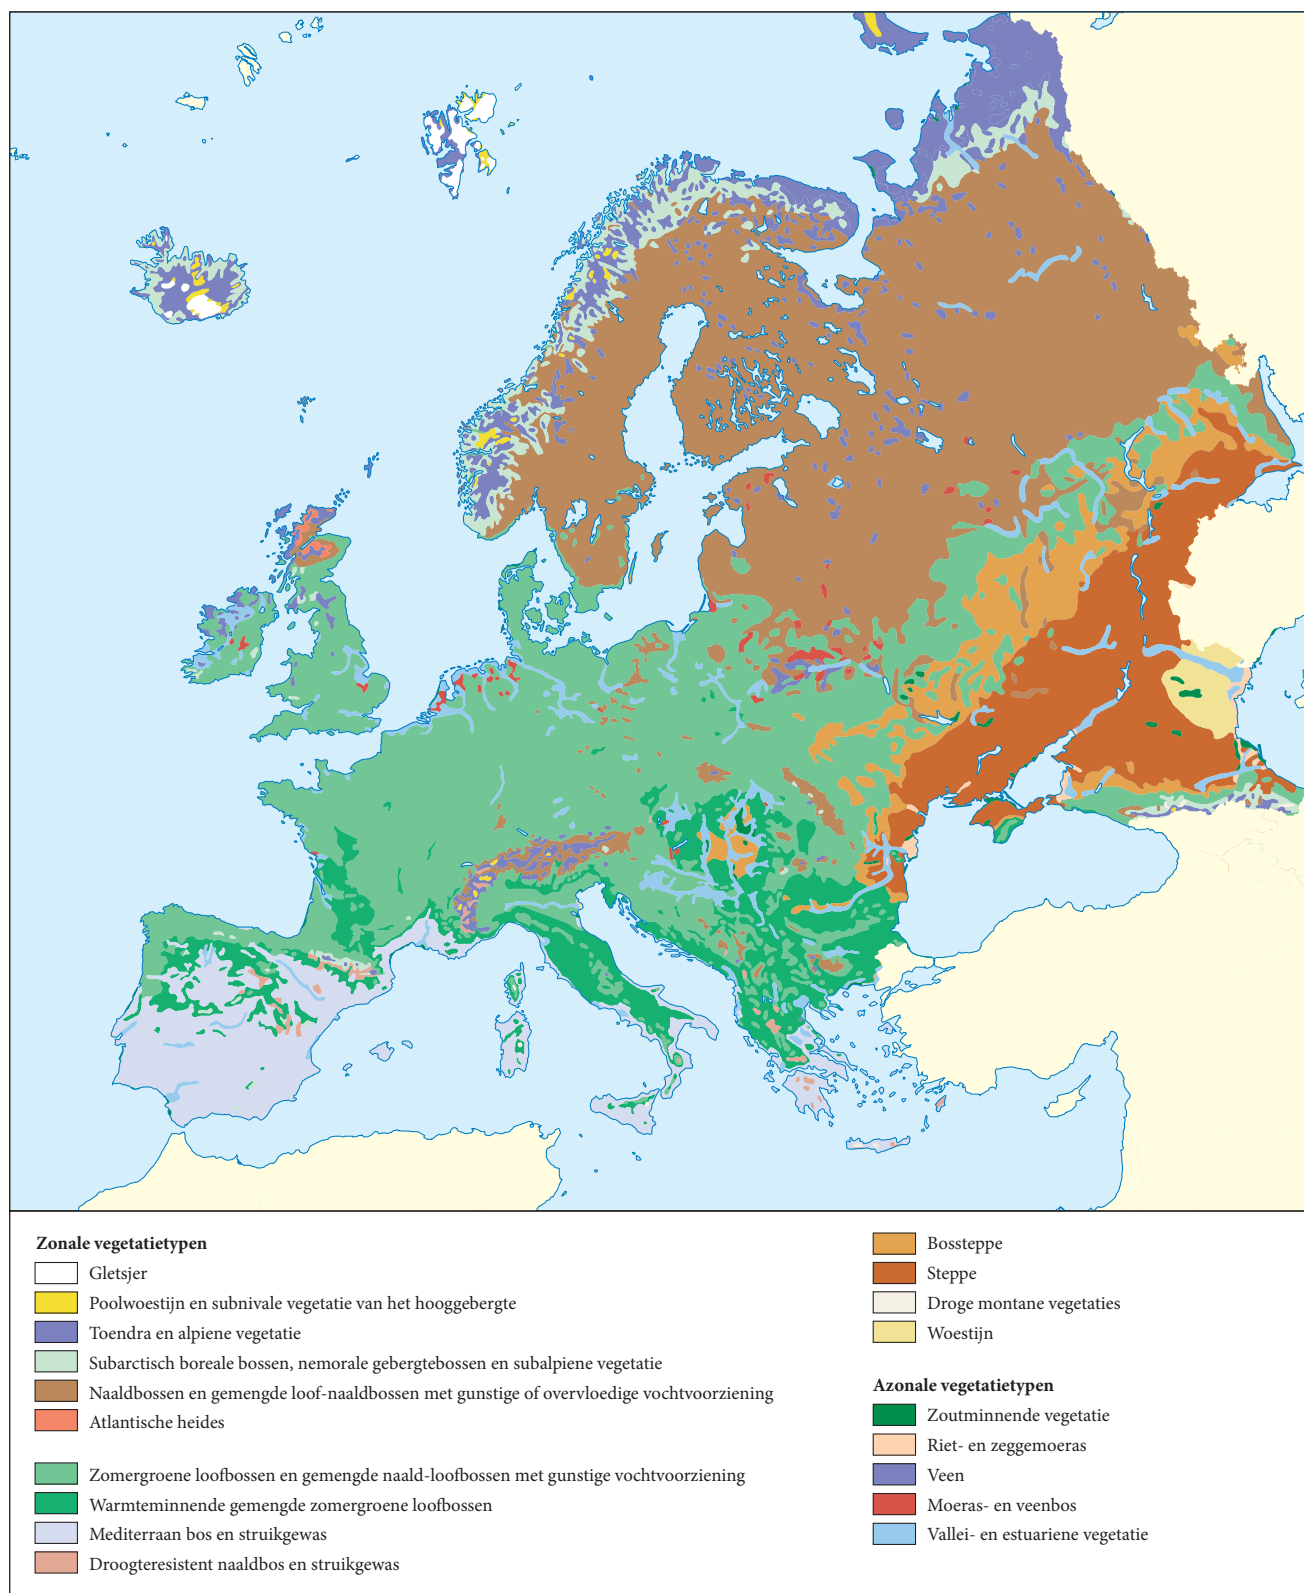 Zonale vegetatietypen
Gletsjer
Poolwoestijn en subnivale vegetatie van het hooggebergte
Toendra en alpiene vegetatie
Subarctisch boreale bossen, nemorale gebergtebossen en subalpiene vegetatie
Naaldbossen en gemengde loof-naaldbossen met gunstige of overvloedige vochtvoorziening
Atlantische heides
Zomergroene loofbossen en gemengde naald-loofbossen met gunstige vochtvoorziening
Warmteminnende gemengde zomergroene loofbossen
Mediterraan bos en struikgewas
Droogteresistent naaldbos en struikgewas
Bossteppe
Steppe
Droge montane vegetaties
Woestijn
Azonale vegetatietypen
Zoutminnende vegetatie
Riet- en zeggemoeras
Veen
Moeras- en veenbos
Vallei- en estuariene vegetatie